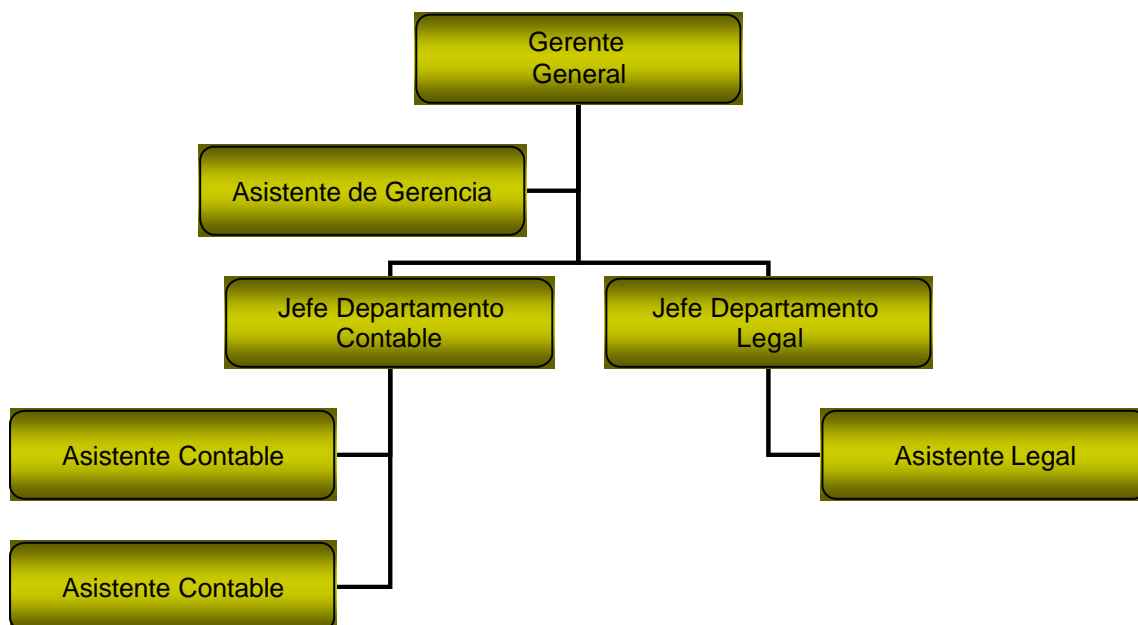 Gerente
General
Asistente de Gerencia
Jefe Departamento
Contable
Jefe Departamento
Legal
Asistente Contable
Asistente Legal
Asistente Contable